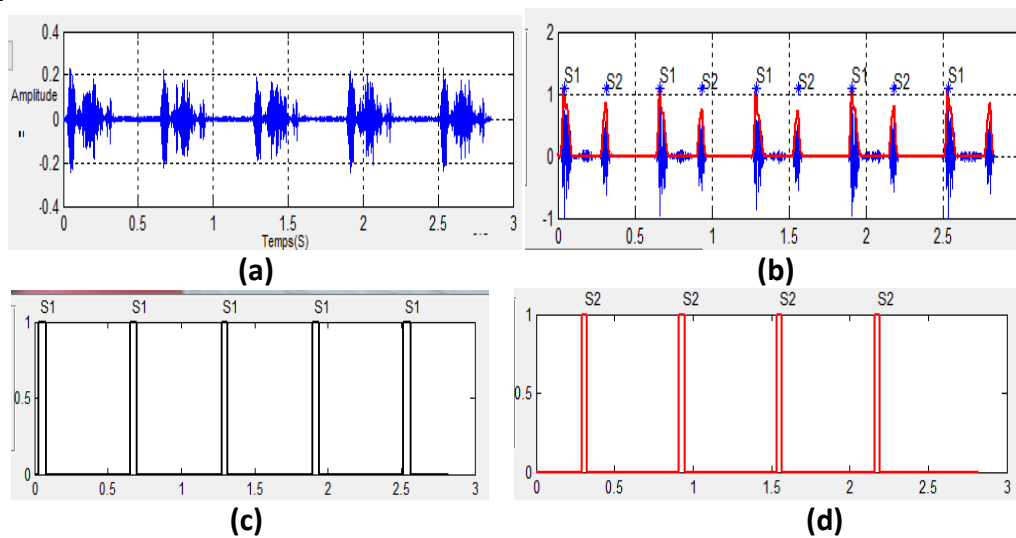 0.4
0.2
Amplitude
0
-0.2
-0.4
0 0.5 1 1.5 2 2.5 3
Temps(S)
(a)
2
S1 S2 S1 S2 S1 S2 S1 S2 S1
1
0
-1
0 0.5 1 1.5 2 2.5
(b)
S1 S1 S1 S1 S1
1
0.5
0
0 0.5 1 1.5 2 2.5 3
(c)
S2 S2 S2 S2
1
0.5
0
0 0.5 1 1.5 2 2.5 3
(d)